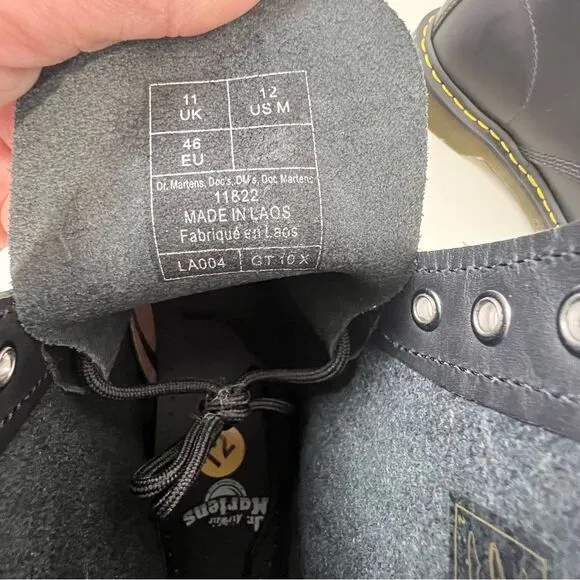 11 12
UK US M
46
EU
Dr. Martens, Doc's, DM's, Doc Martens
11822
MADE IN LAOS
Fabriqué en Laos
LA004 GT 10 X
12
Dr.
Martens
AirWair